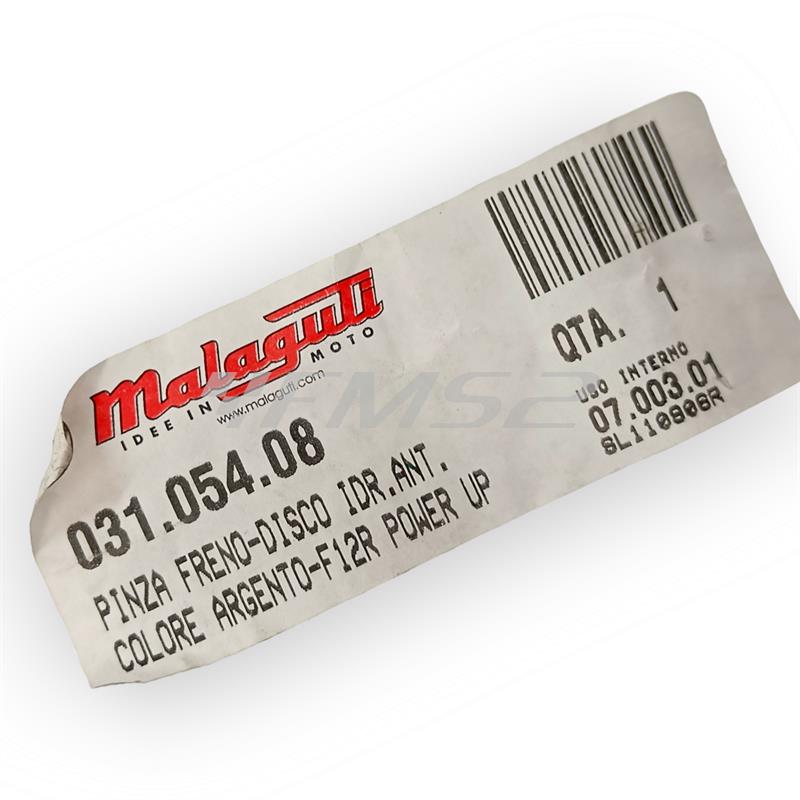 Malaguti
IDEE IN MOTO
www.malaguti.com
031.054.08
PINZA FRENO-DISCO IDR.ANT.
COLORE ARGENTO-F12R POWER UP
QTA. 1
USO INTERNO
07.003.01
SL110808R